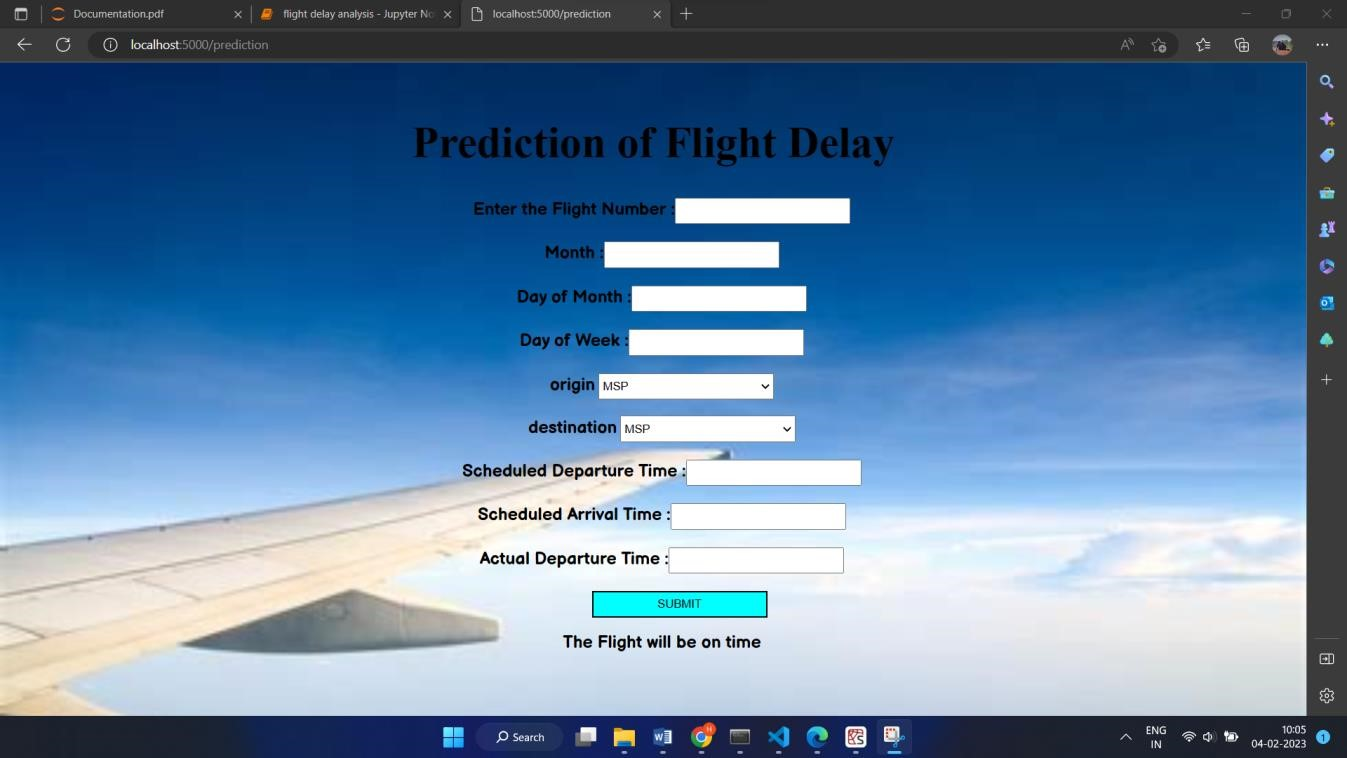 Documentation.pdf
flight delay analysis - Jupyter No
localhost:5000/prediction
localhost:5000/prediction
Prediction of Flight Delay
Enter the Flight Number :
Month :
Day of Month :
Day of Week :
origin MSP
destination MSP
Scheduled Departure Time :
Scheduled Arrival Time :
Actual Departure Time :
SUBMIT
The Flight will be on time
Search
ENG
IN
10:05
04-02-2023
1